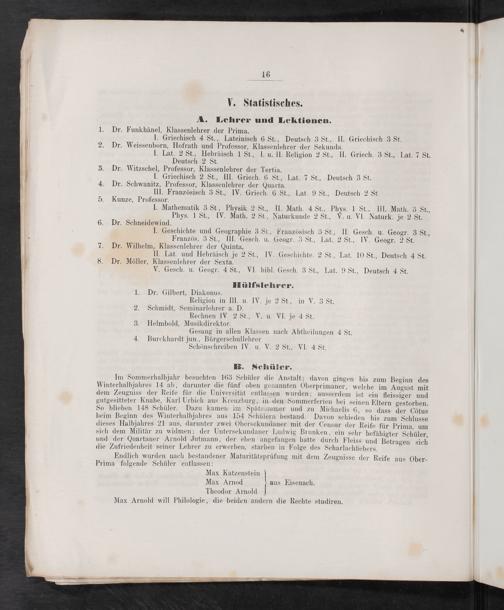 16
V. Statistisches.
A. Lehrer und Lektionen.
1. Dr. Funkhänel, Klassenlehrer der Prima.
I. Griechisch 4 St., Lateinisch 6 St., Deutsch 3 St., II. Griechisch 3 St.
2. Dr. Weissenborn, Hofrath und Professor, Klassenlehrer der Sekunda.
I. Lat. 2 St., Hebräisch 1 St., I. u. II. Religion 2 St., II. Griech. 3 St., Lat. 7 St.
Deutsch 2 St.
3. Dr. Witzschel, Professor, Klassenlehrer der Tertia.
I. Griechisch 2 St., III. Griech. 6 St., Lat. 7 St., Deutsch 3 St.
4. Dr. Schwanitz, Professor, Klassenlehrer der Quarta.
III. Französisch 3 St., IV. Griech. 6 St., Lat. 9 St., Deutsch 2 St
5. Kunze, Professor
I. Mathematik 3 St., Physik 2 St., II. Math. 4 St., Phys. 1 St., III. Math. 3 St.,
Phys. 1 St., IV. Math. 2 St., Naturkunde 2 St., V. u. VI. Naturk. je 2 St.
6. Dr. Schneidewind.
I. Geschichte und Geographie 3 St., Französisch 3 St., II. Gesch. u. Geogr. 3 St.,
Französ. 3 St., III. Gesch. u. Geogr. 3 St., Lat. 2 St., IV. Geogr. 2 St.
7. Dr. Wilhelm, Klassenlehrer der Quinta.
II. Lat. und Hebräisch je 2 St., IV. Geschichte 2 St., V. Lat. 10 St., Deutsch 4 St.
8. Dr. Möller, Klassenlehrer der Sexta.
V. Gesch. u. Geogr. 4 St., VI. bibl. Gesch. 3 St., Lat. 9 St., Deutsch 4 St.
Hülfslehrer.
1. Dr. Gilbert, Diakonus.
Religion in III. u. IV. je 2 St., in V. 3 St.
2. Schmidt, Seminarlehrer a. D.
Rechnen IV. 2 St., V. u. VI. je 4 St.
3. Helmbold, Musikdirektor.
Gesang in allen Klassen nach Abtheilungen 4 St.
4. Burckhardt jun., Bürgerschullehrer
Schönschreiben IV. u. V. 2 St., VI. 4 St.
B. Schüler.
Im Sommerhalbjahr besuchten 163 Schüler die Anstalt; davon gingen bis zum Beginn des
Winterhalbjahres 14 ab, darunter die fünf oben genannten Oberprimaner, welche im August mit
dem Zeugniss der Reife für die Universität entlassen wurden; ausserdem ist ein fleissiger und
gutgesitteter Knabe, Karl Urbich aus Kreuzburg, in den Sommerferien bei seinen Eltern gestorben.
So blieben 148 Schüler. Dazu kamen im Spätsommer und zu Michaelis 6, so dass der Cötus
beim Beginn des Winterhalbjahres aus 154 Schülern bestand. Davon schieden bis zum Schlusse
dieses Halbjahres 21 aus, darunter zwei Obersekundaner mit der Censur der Reife für Prima, um
sich dem Militär zu widmen; der Untersekundaner Ludwig Brunken, ein sehr befähigter Schüler,
und der Quartaner Arnold Jutmann, der eben angefangen hatte durch Fleiss und Betragen sich
die Zufriedenheit seiner Lehrer zu erwerben, starben in Folge des Scharlachfiebers.
Endlich wurden nach bestandener Maturitätsprüfung mit dem Zeugnisse der Reife aus Ober-
Prima folgende Schüler entlassen:
Max Katzenstein
Max Arnod } aus Eisenach.
Theodor Arnold
Max Arnold will Philologie, die beiden andern die Rechte studiren.